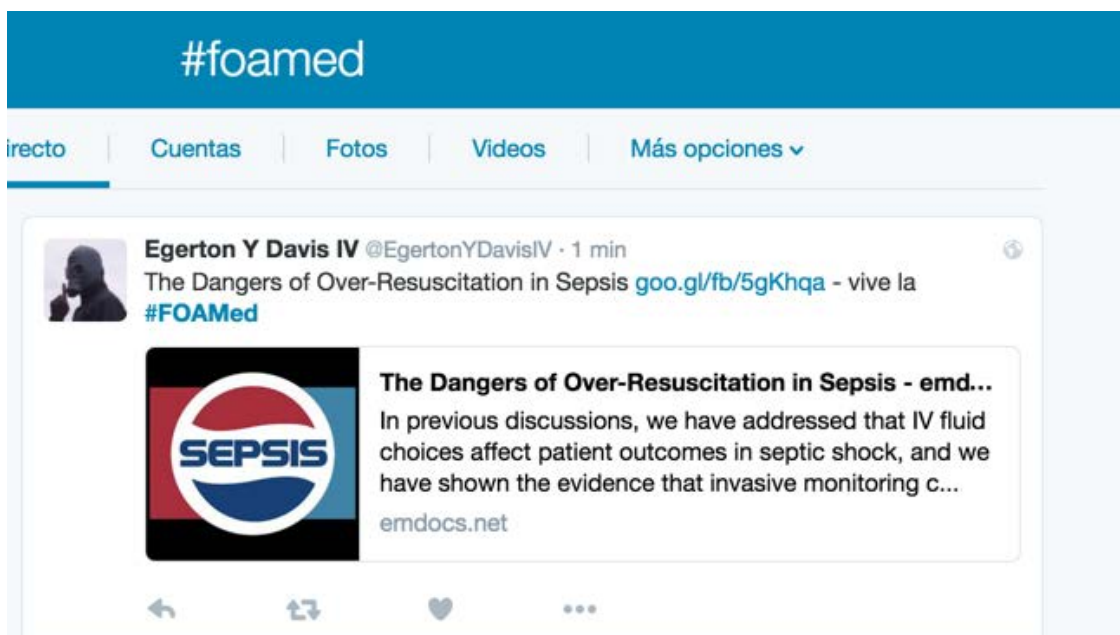 #foamed
irecto Cuentas Fotos Videos Más opciones
Egerton Y Davis IV @EgertonYDavisIV · 1 min
The Dangers of Over-Resuscitation in Sepsis goo.gl/fb/5gKhqa - vive la
#FOAMed
SEPSIS
The Dangers of Over-Resuscitation in Sepsis - emd...
In previous discussions, we have addressed that IV fluid
choices affect patient outcomes in septic shock, and we
have shown the evidence that invasive monitoring c...
emdocs.net